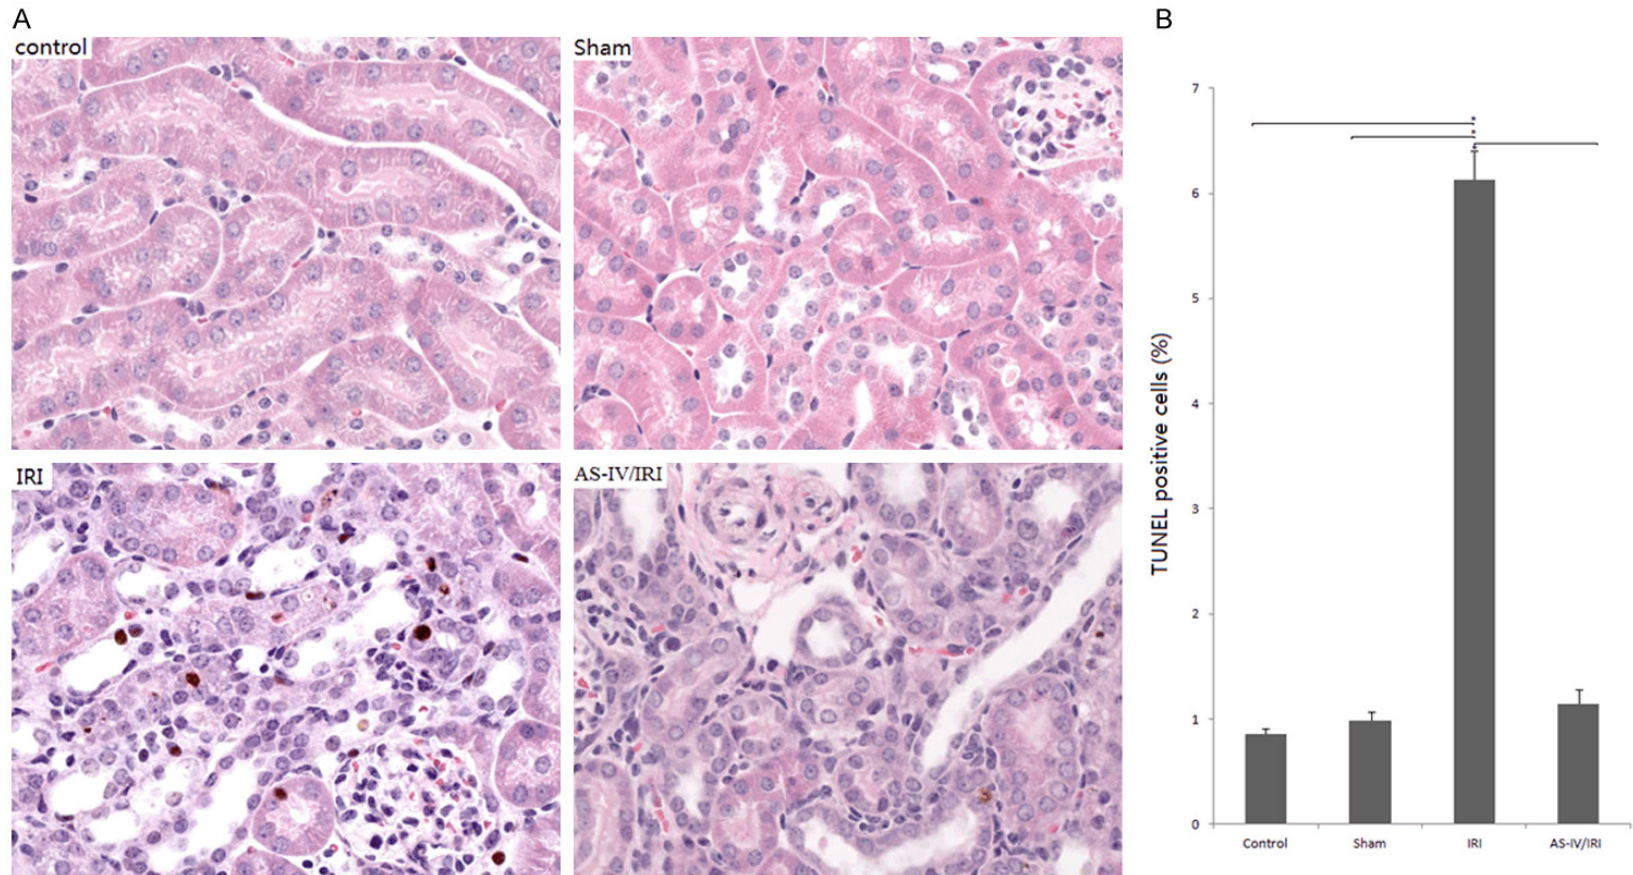 A
control
Sham
IRI
AS-IV/IRI
B
TUNEL positive cells (%)
7
6
5
4
3
2
1
0
*
*
*
Control
Sham
IRI
AS-IV/IRI